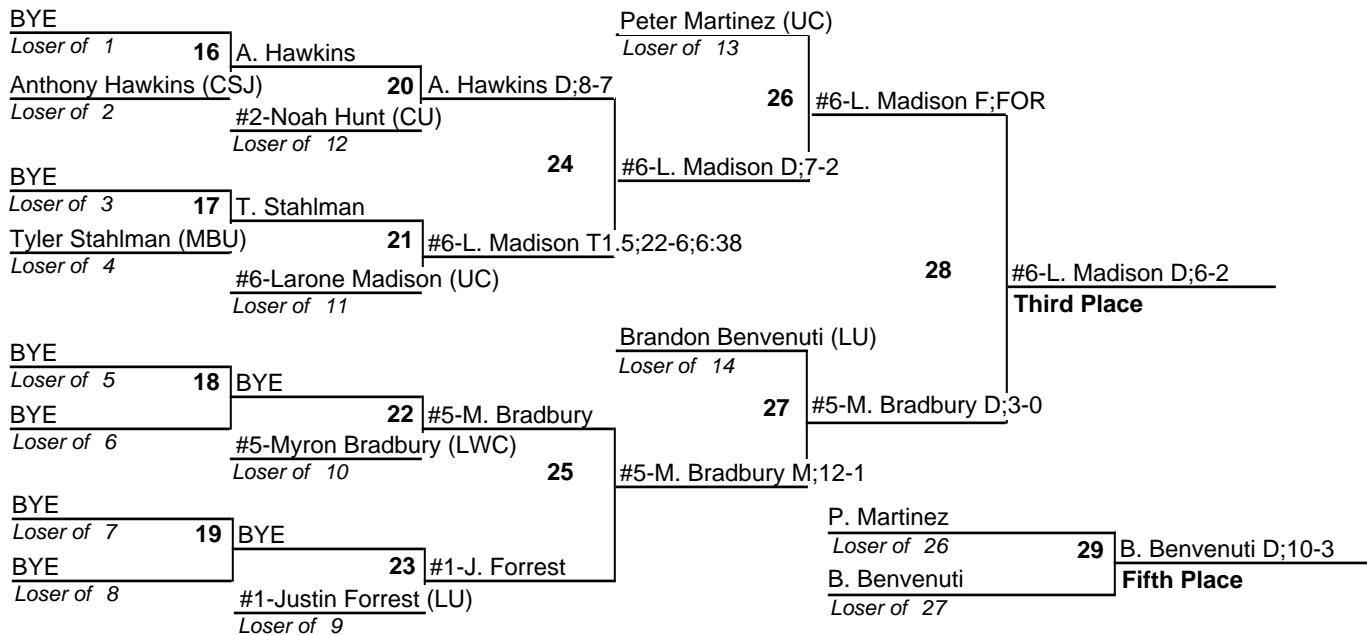 BYE
Loser of 1
16
A. Hawkins
Anthony Hawkins (CSJ)
Loser of 2
20
A. Hawkins D;8-7
#2-Noah Hunt (CU)
Loser of 12
BYE
Loser of 3
17
T. Stahlman
Tyler Stahlman (MBU)
Loser of 4
21
#6-L. Madison T1.5;22-6;6:38
#6-Larone Madison (UC)
Loser of 11
24
#6-L. Madison D;7-2
Peter Martinez (UC)
Loser of 13
26
#6-L. Madison F;FOR
BYE
Loser of 5
18
BYE
BYE
Loser of 6
22
#5-M. Bradbury
#5-Myron Bradbury (LWC)
Loser of 10
BYE
Loser of 7
19
BYE
BYE
Loser of 8
23
#1-J. Forrest
#1-Justin Forrest (LU)
Loser of 9
25
#5-M. Bradbury M;12-1
Brandon Benvenuti (LU)
Loser of 14
27
#5-M. Bradbury D;3-0
28
#6-L. Madison D;6-2
Third Place
P. Martinez
Loser of 26
29
B. Benvenuti D;10-3
Fifth Place
B. Benvenuti
Loser of 27